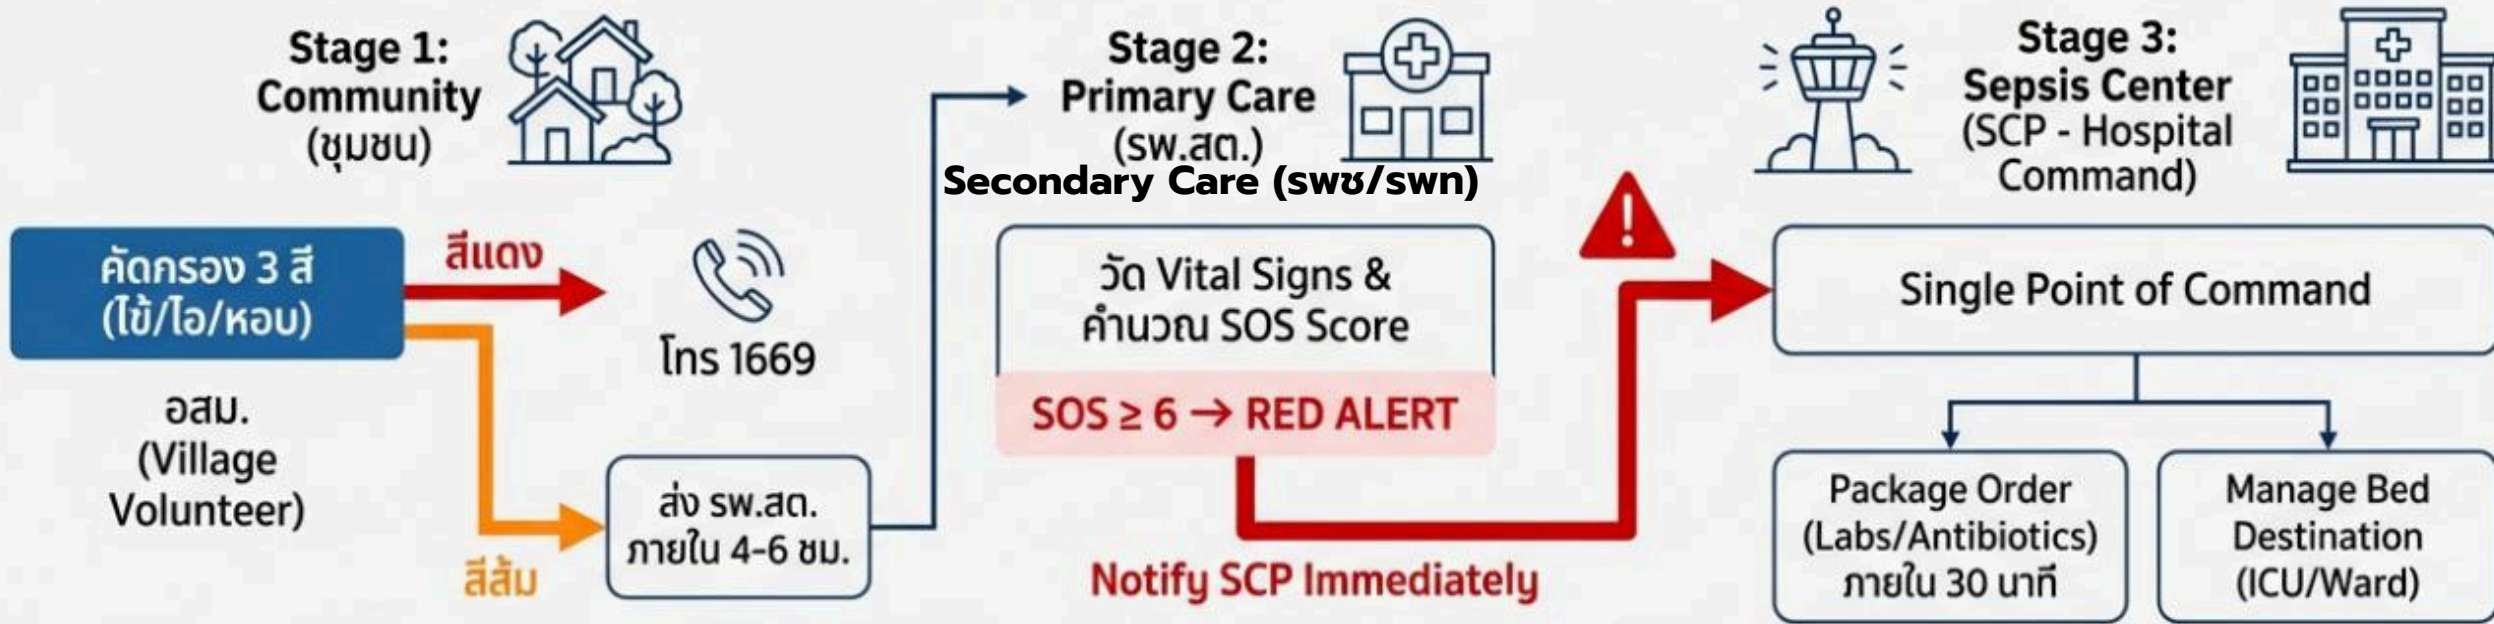 Stage 1:
Community
(ชุมชน)
คัดกรอง 3 สี
(ไข้/ไอ/หอบ)
อสม.
(Village
Volunteer)
สีแดง
โทร 1669
สีส้ม
ส่ง รพ.สต.
ภายใน 4-6 ชม.
Stage 2:
Primary Care
(รพ.สต.)
Secondary Care (รพช/รพท)
วัด Vital Signs &
คำนวณ SOS Score
SOS ≥ 6 → RED ALERT
Notify SCP Immediately
!
Stage 3:
Sepsis Center
(SCP - Hospital
Command)
Single Point of Command
Package Order
(Labs/Antibiotics)
ภายใน 30 นาที
Manage Bed
Destination
(ICU/Ward)